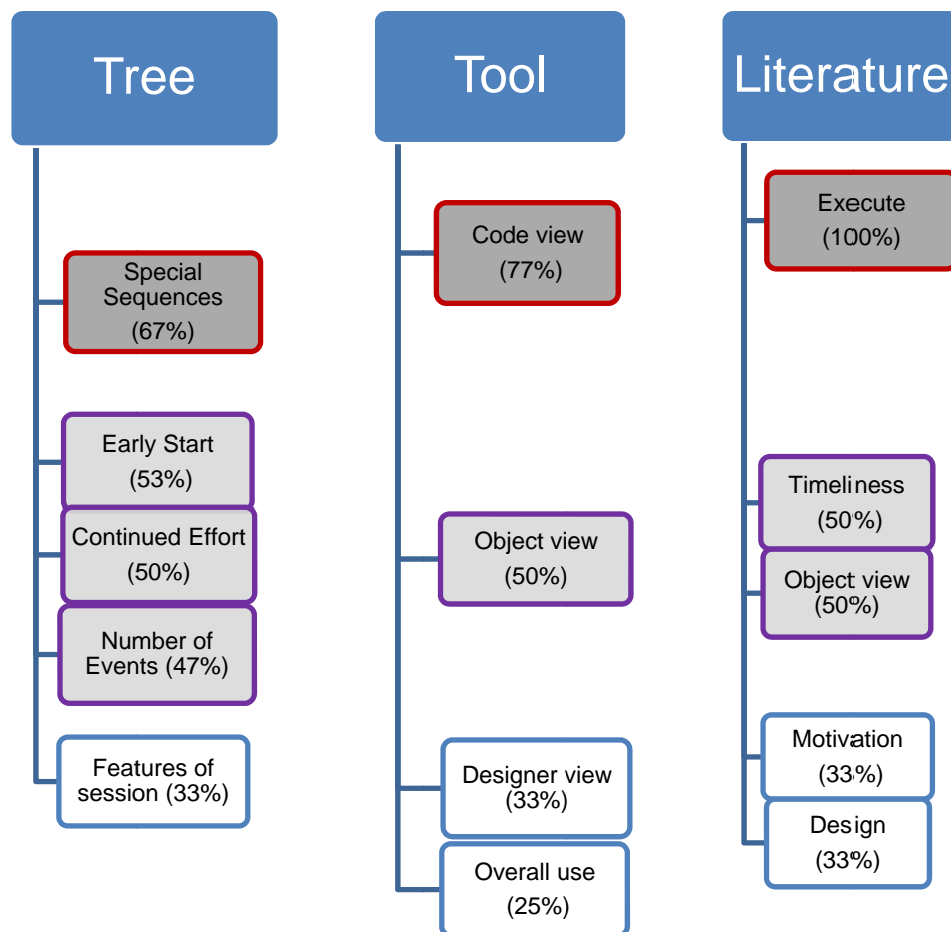 Tree
Special
Sequences
(67%)
Early Start
(53%)
Continued Effort
(50%)
Number of
Events (47%)
Features of
session (33%)
Tool
Code view
(77%)
Object view
(50%)
Designer view
(33%)
Overall use
(25%)
Literature
Execute
(100%)
Timeliness
(50%)
Object view
(50%)
Motivation
(33%)
Design
(33%)